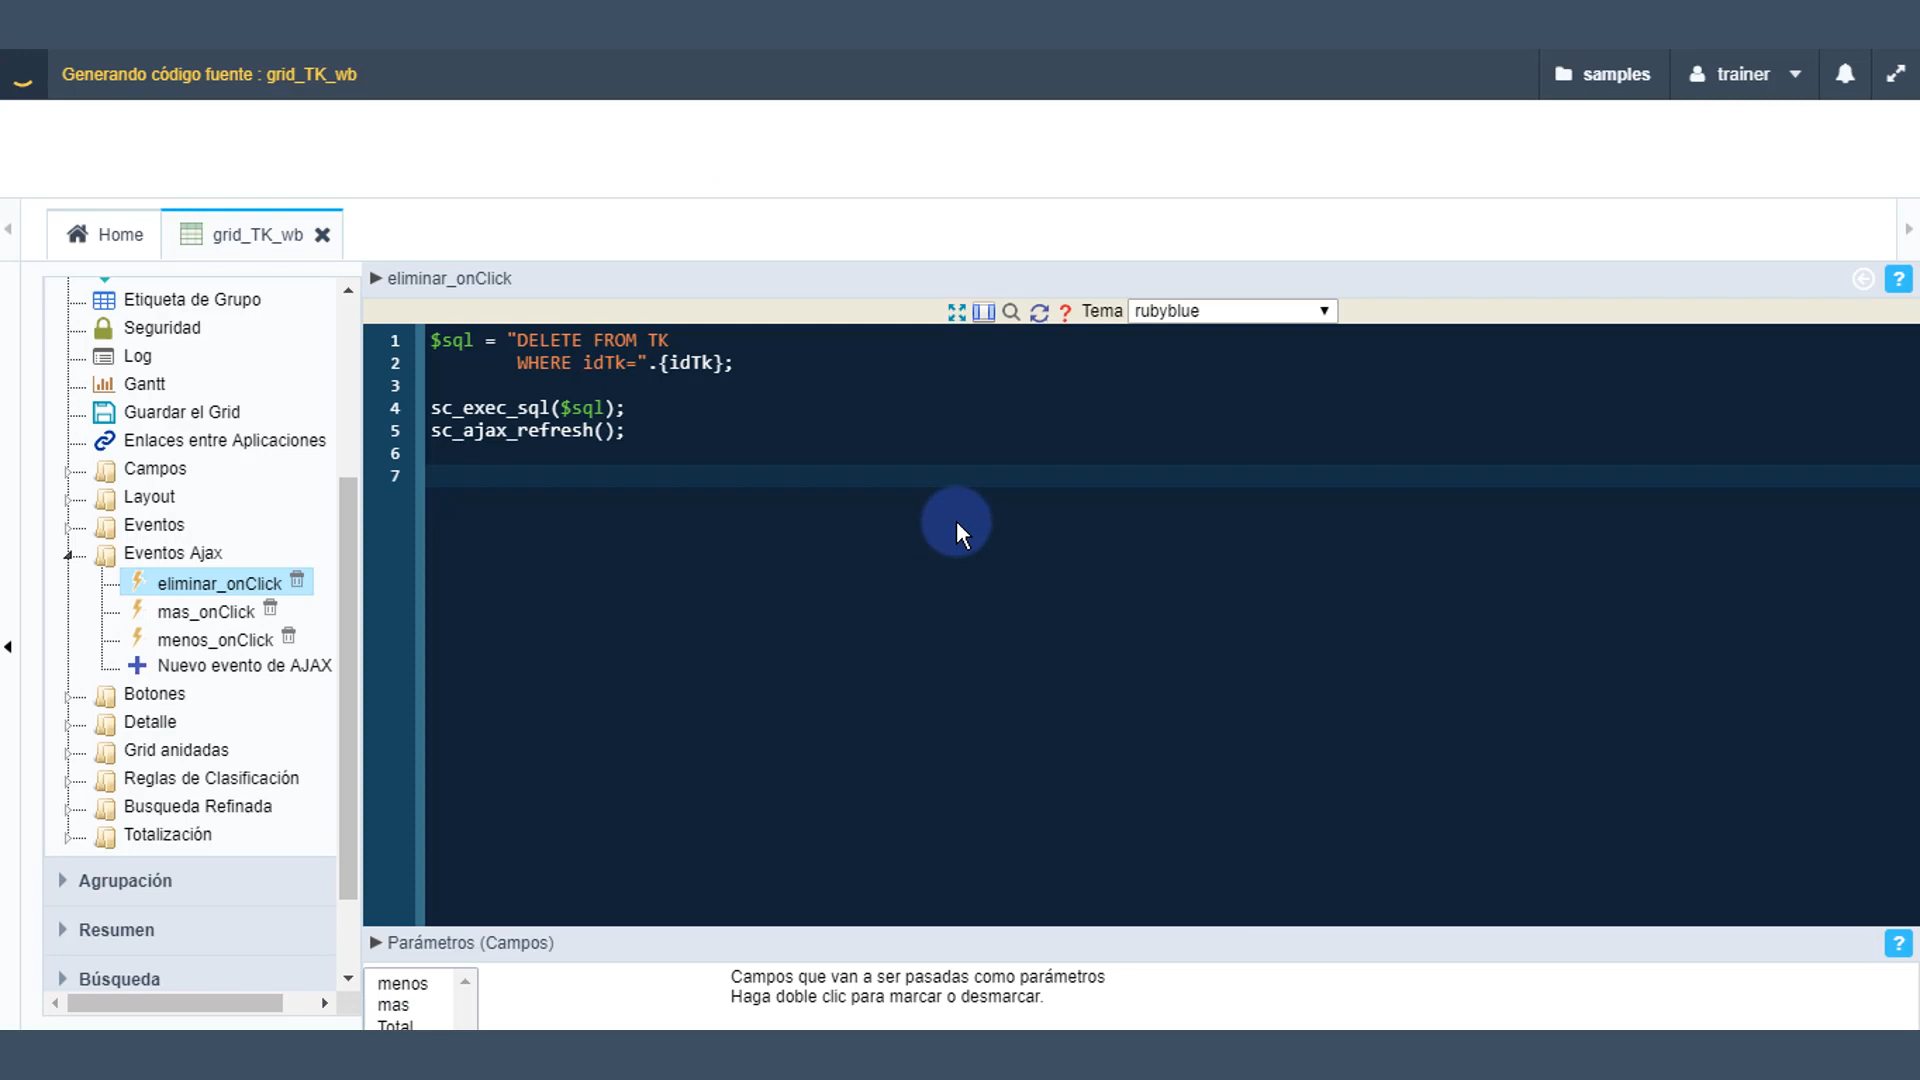 Generando código fuente : grid_TK_wb
samples
trainer
Home
grid_TK_wb
Etiqueta de Grupo
Seguridad
Log
Gantt
Guardar el Grid
Enlaces entre Aplicaciones
Campos
Layout
Eventos
Eventos Ajax
eliminar_onClick
mas_onClick
menos_onClick
Nuevo evento de AJAX
Botones
Detalle
Grid anidadas
Reglas de Clasificación
Busqueda Refinada
Totalización
Agrupación
Resumen
Búsqueda
eliminar_onClick
?
? Tema rubyblue
1 $sql = "DELETE FROM TK
2 WHERE idTk=".{idTk};
3
4 sc_exec_sql($sql);
5 sc_ajax_refresh();
6
7
Parámetros (Campos)
?
menos
mas
Total
Campos que van a ser pasadas como parámetros
Haga doble clic para marcar o desmarcar.